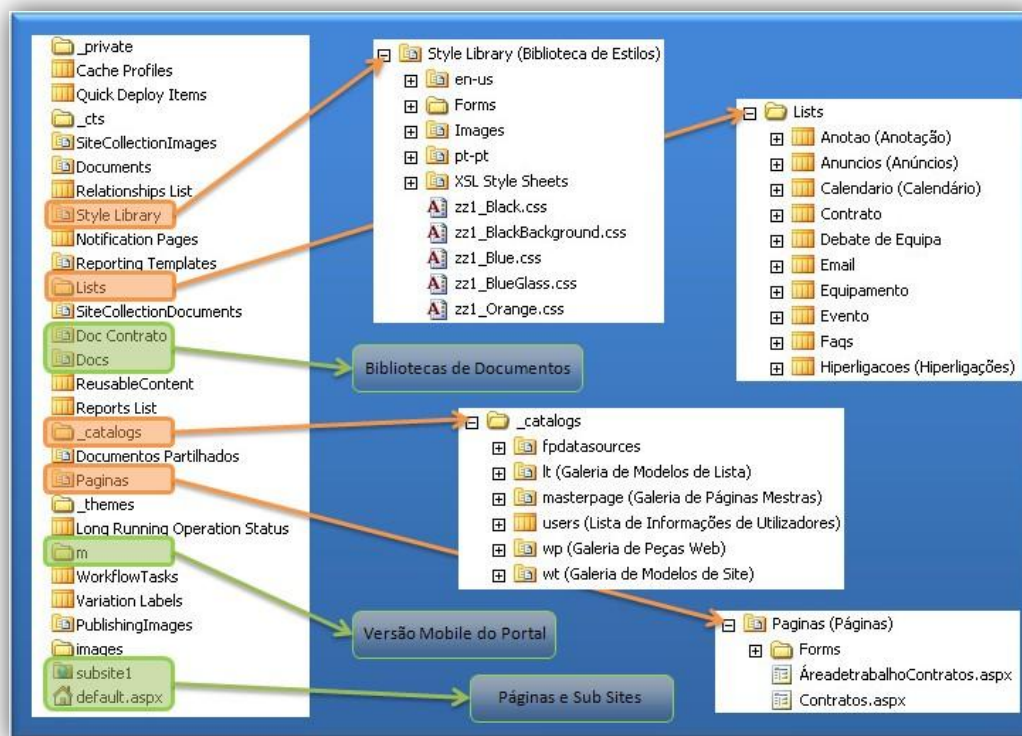 _private
Cache Profiles
Quick Deploy Items
_cts
SiteCollectionImages
Documents
Relationships List
Style Library
Notification Pages
Reporting Templates
Lists
SiteCollectionDocuments
Doc Contrato
Docs
ReusableContent
Reports List
_catalogs
Documentos Partilhados
Paginas
_themes
Long Running Operation Status
m
WorkflowTasks
Variation Labels
PublishingImages
images
subsite1
default.aspx
Style Library (Biblioteca de Estilos)
en-us
Forms
Images
pt-pt
XSL Style Sheets
zz1_Black.css
zz1_BlackBackground.css
zz1_Blue.css
zz1_BlueGlass.css
zz1_Orange.css
Lists
Anotao (Anotação)
Anuncios (Anúncios)
Calendario (Calendário)
Contrato
Debate de Equipa
Email
Equipamento
Evento
Faqs
Hiperligacoes (Hiperligações)
Bibliotecas de Documentos
_catalogs
fpdatasources
lt (Galeria de Modelos de Lista)
masterpage (Galeria de Páginas Mestras)
users (Lista de Informações de Utilizadores)
wp (Galeria de Peças Web)
wt (Galeria de Modelos de Site)
Versão Mobile do Portal
Paginas (Páginas)
Forms
ÁreadetrabalhoContratos.aspx
Contratos.aspx
Páginas e Sub Sites